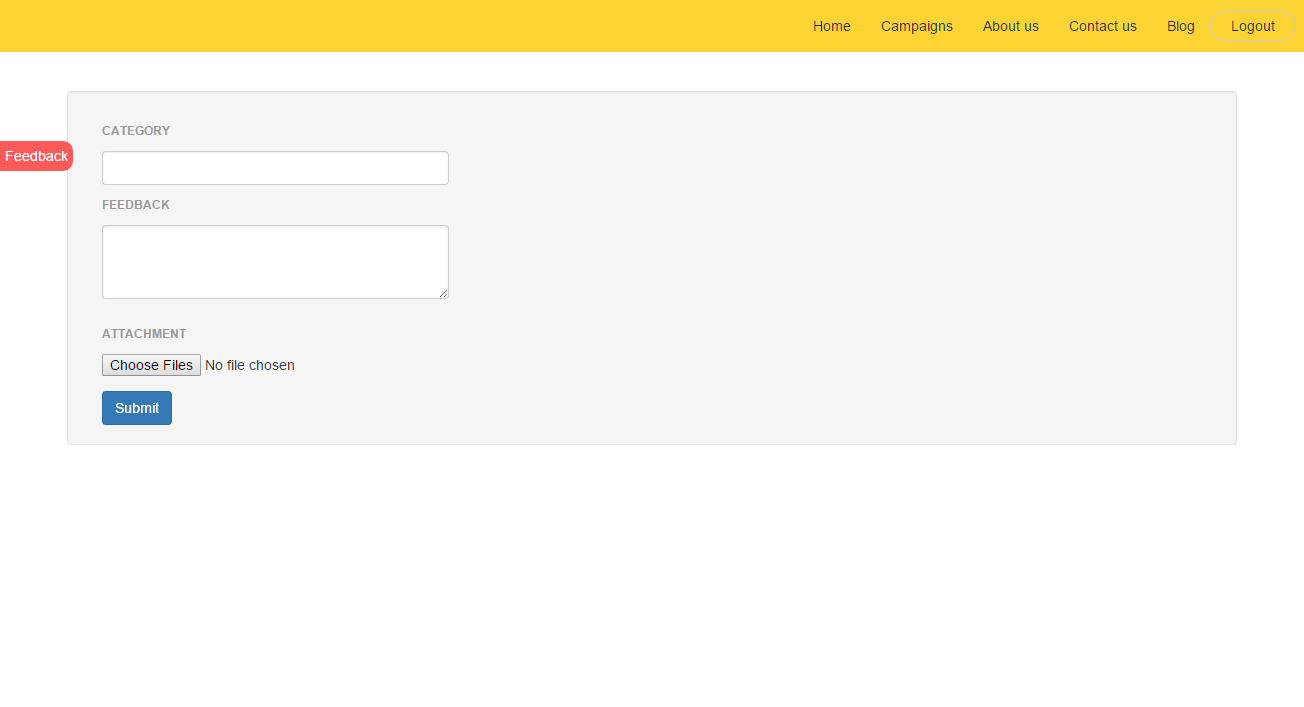 Home Campaigns About us Contact us Blog Logout
CATEGORY
Feedback
FEEDBACK
ATTACHMENT
Choose Files No file chosen
Submit